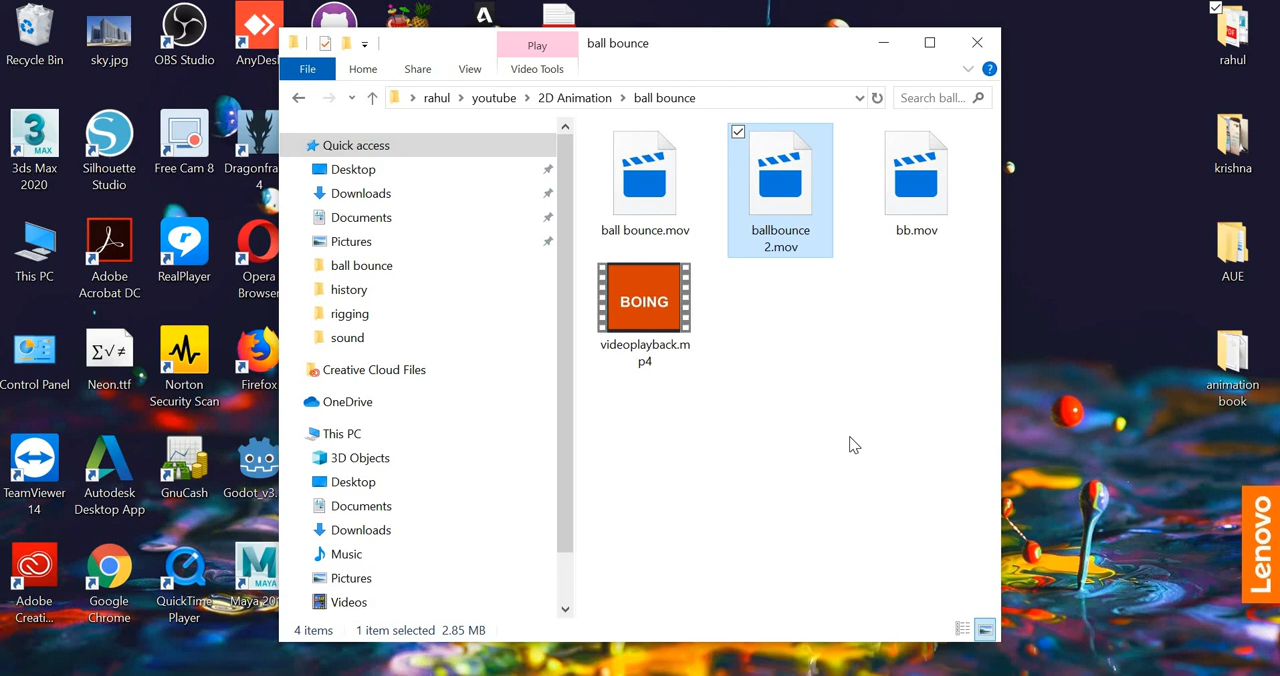 Recycle Bin
sky.jpg
OBS Studio
AnyDesk
3ds Max
2020
Silhouette
Studio
Free Cam 8
Dragonfra
4
This PC
Adobe
Acrobat DC
RealPlayer
Opera
Browser
Control Panel
Neon.ttf
Norton
Security Scan
Firefox
TeamViewer
14
Autodesk
Desktop App
GnuCash
Godot_v3.
Adobe
Creati...
Google
Chrome
QuickTime
Player
Maya 20
3
MAX
∑√≠
MAYA
Play
ball bounce
File
Home
Share
View
Video Tools
rahul
youtube
2D Animation
ball bounce
Search ball...
Quick access
Desktop
Downloads
Documents
Pictures
ball bounce
history
rigging
sound
Creative Cloud Files
OneDrive
This PC
3D Objects
Desktop
Documents
Downloads
Music
Pictures
Videos
ball bounce.mov
ballbounce
2.mov
bb.mov
BOING
videoplayback.m
p4
4 items
1 item selected 2.85 MB
rahul
krishna
AUE
animation
book
Lenovo